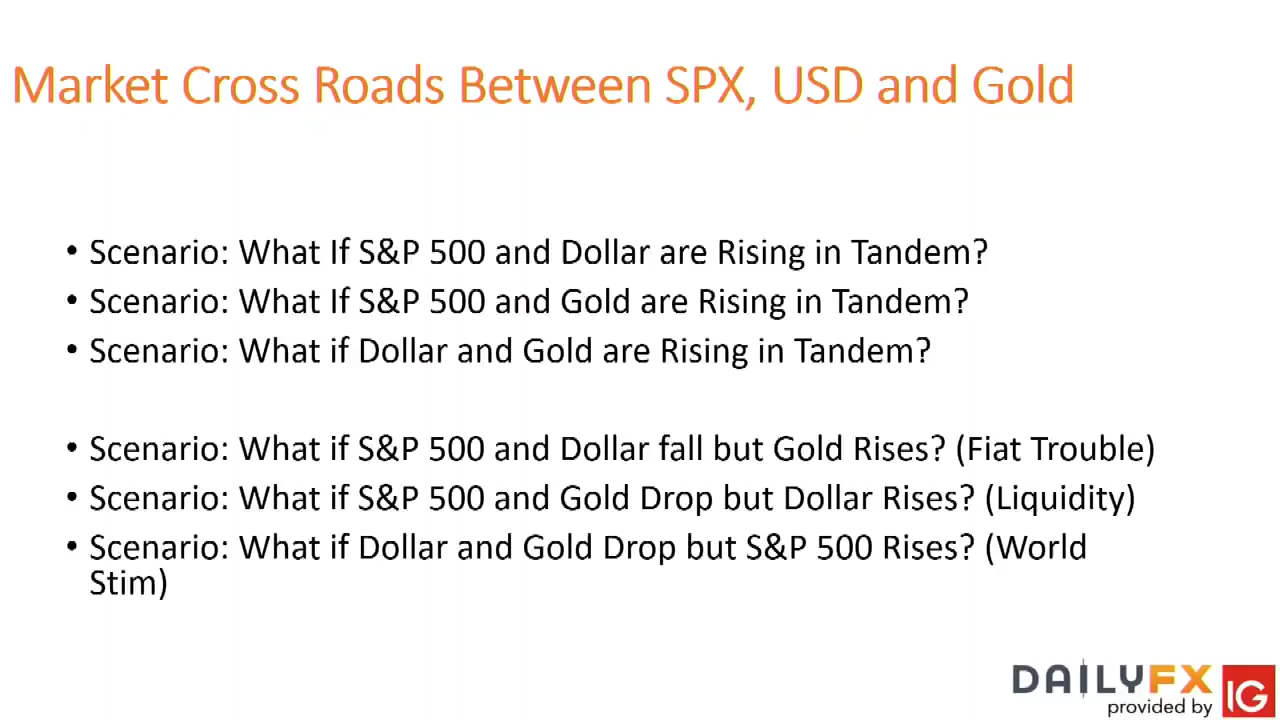 Market Cross Roads Between SPX, USD and Gold
• Scenario: What If S&P 500 and Dollar are Rising in Tandem?
• Scenario: What If S&P 500 and Gold are Rising in Tandem?
• Scenario: What if Dollar and Gold are Rising in Tandem?
• Scenario: What if S&P 500 and Dollar fall but Gold Rises? (Fiat Trouble)
• Scenario: What if S&P 500 and Gold Drop but Dollar Rises? (Liquidity)
• Scenario: What if Dollar and Gold Drop but S&P 500 Rises? (World
Stim)
DAILYFX
provided by IG